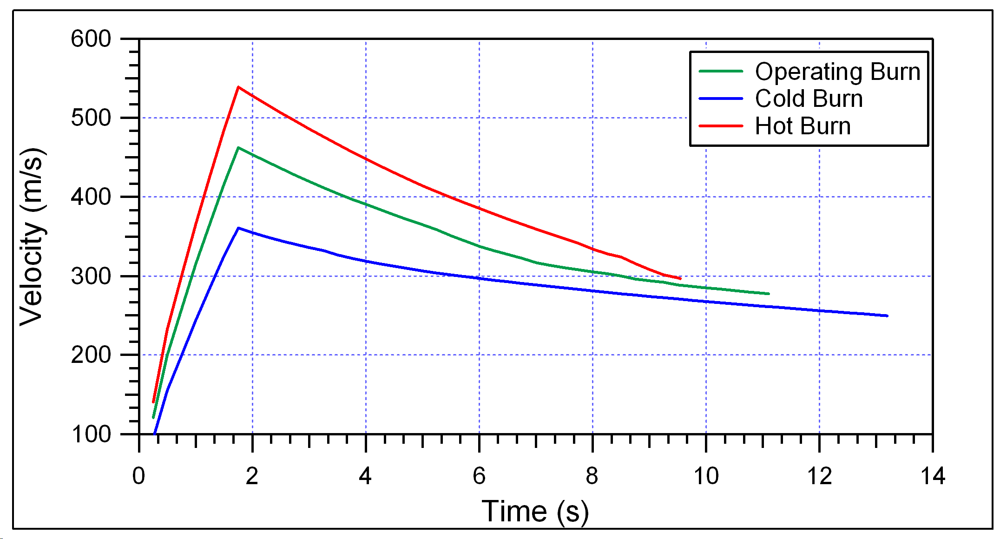 600
500
400
300
200
100
Velocity (m/s)
Operating Burn
Cold Burn
Hot Burn
0 2 4 6 8 10 12 14
Time (s)